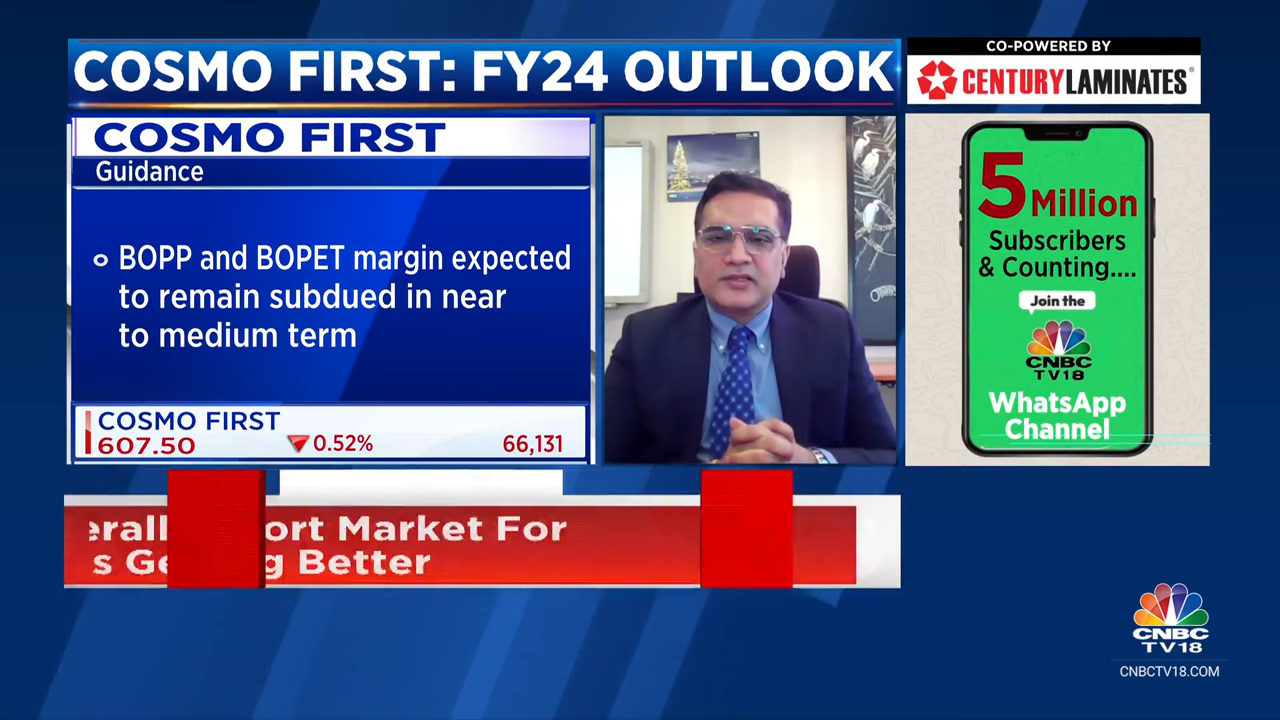 COSMO FIRST: FY24 OUTLOOK
CO-POWERED BY
CENTURYLAMINATES®
COSMO FIRST
Guidance
BOPP and BOPET margin expected
to remain subdued in near
to medium term
COSMO FIRST
607.50 0.52% 66,131
5 Million
Subscribers
& Counting....
Join the
CNBC
TV18
WhatsApp
Channel
Market For
Better
CNBC
TV18
CNBCTV18.COM